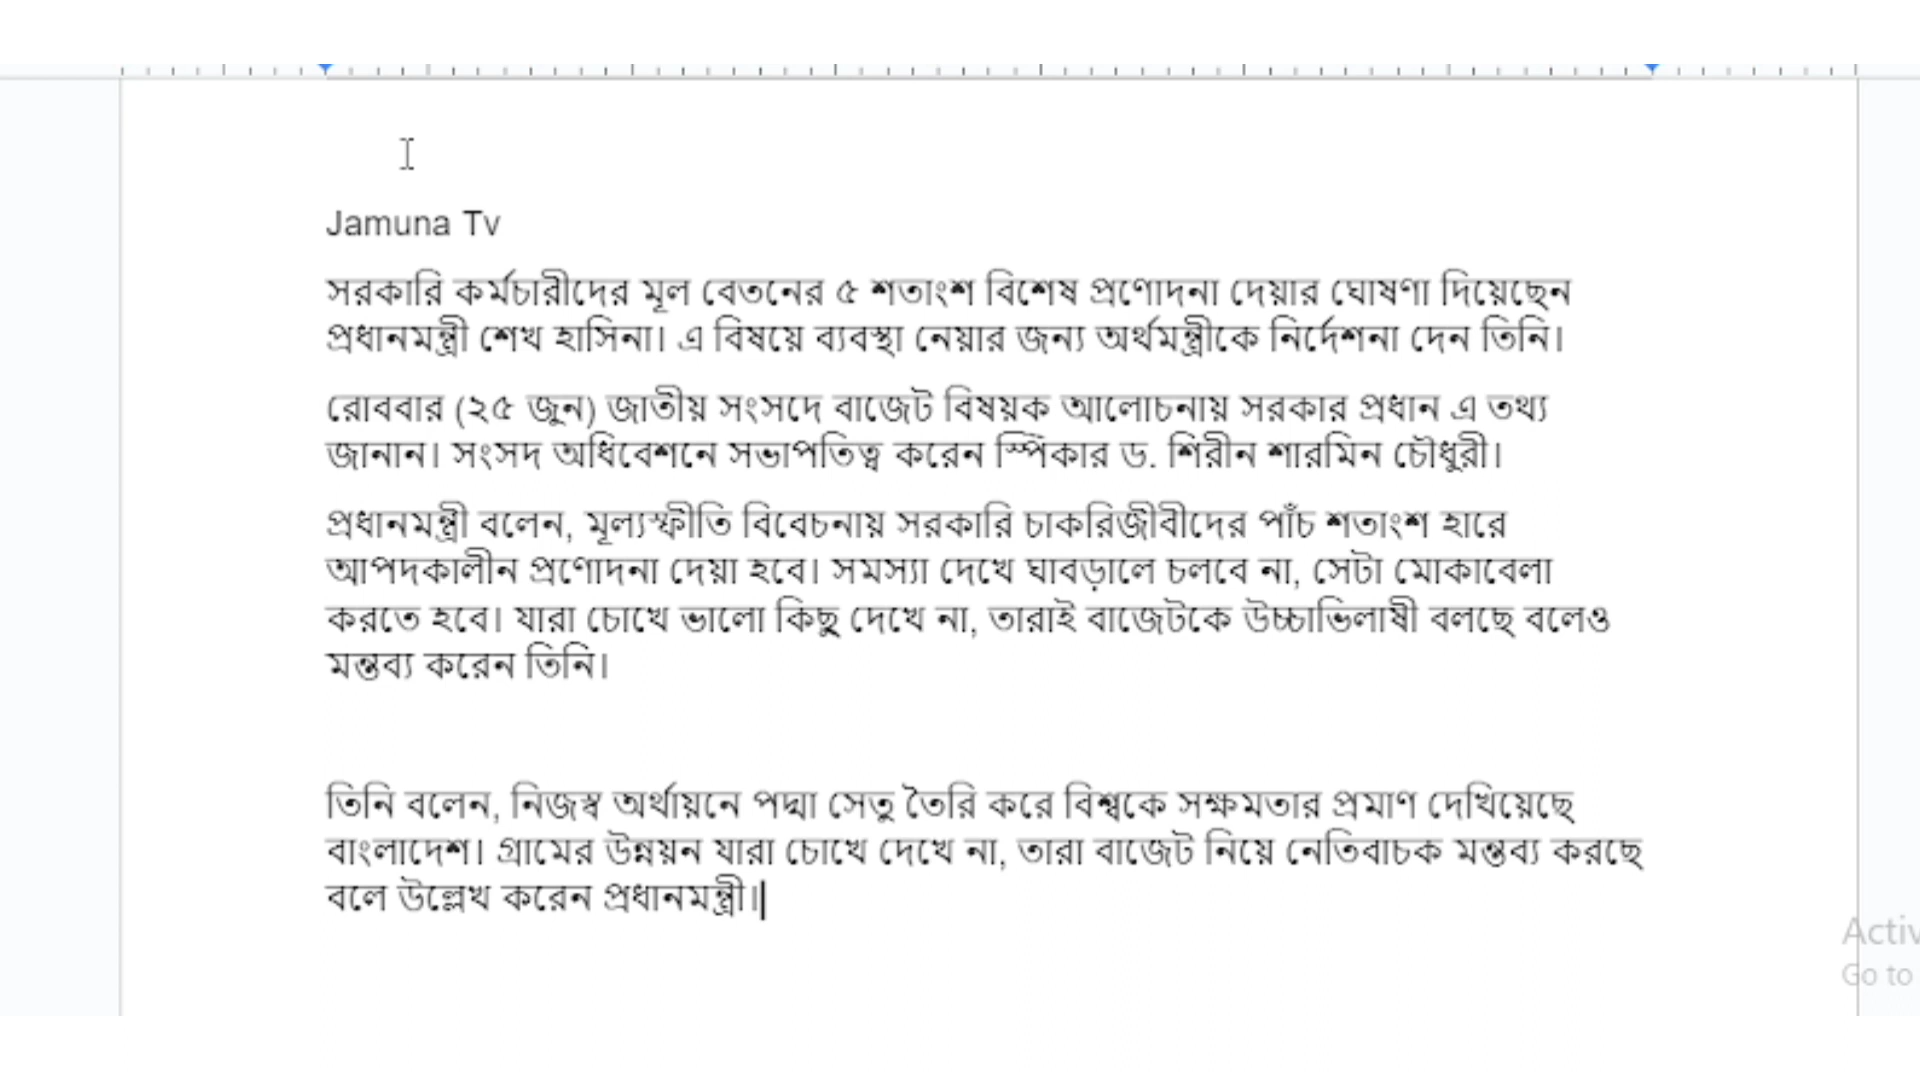 Jamuna Tv
সরকারি কর্মচারীদের মূল বেতনের ৫ শতাংশ বিশেষ প্রণোদনা দেয়ার ঘোষণা দিয়েছেন
প্রধানমন্ত্রী শেখ হাসিনা। এ বিষয়ে ব্যবস্থা নেয়ার জন্য অর্থমন্ত্রীকে নির্দেশনা দেন তিনি।
রোববার (২৫ জুন) জাতীয় সংসদে বাজেট বিষয়ক আলোচনায় সরকার প্রধান এ তথ্য
জানান। সংসদ অধিবেশনে সভাপতিত্ব করেন স্পিকার ড. শিরীন শারমিন চৌধুরী।
প্রধানমন্ত্রী বলেন, মূল্যস্ফীতি বিবেচনায় সরকারি চাকরিজীবীদের পাঁচ শতাংশ হারে
আপদকালীন প্রণোদনা দেয়া হবে। সমস্যা দেখে ঘাবড়ালে চলবে না, সেটা মোকাবেলা
করতে হবে। যারা চোখে ভালো কিছু দেখে না, তারাই বাজেটকে উচ্চাভিলাষী বলছে বলেও
মন্তব্য করেন তিনি।
তিনি বলেন, নিজস্ব অর্থায়নে পদ্মা সেতু তৈরি করে বিশ্বকে সক্ষমতার প্রমাণ দেখিয়েছে
বাংলাদেশ। গ্রামের উন্নয়ন যারা চোখে দেখে না, তারা বাজেট নিয়ে নেতিবাচক মন্তব্য করছে
বলে উল্লেখ করেন প্রধানমন্ত্রী।
Activ
Go to